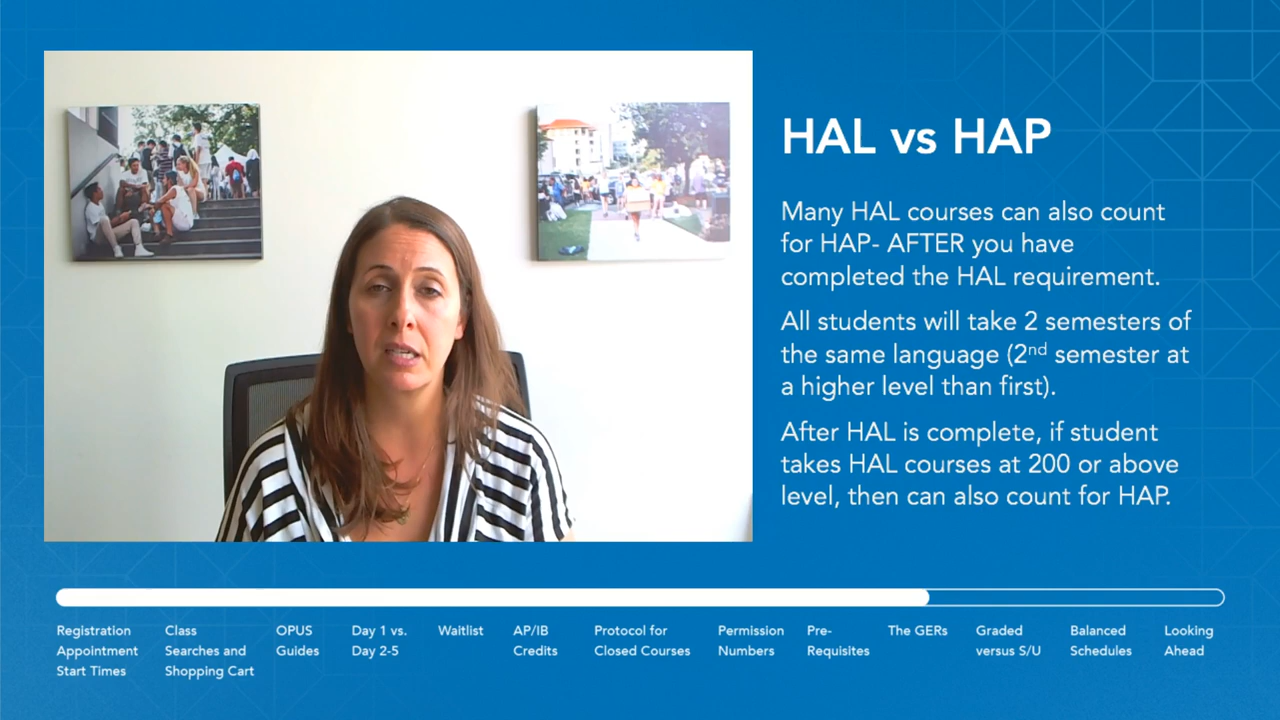 HAL vs HAP
Many HAL courses can also count
for HAP- AFTER you have
completed the HAL requirement.
All students will take 2 semesters of
the same language (2nd semester at
a higher level than first).
After HAL is complete, if student
takes HAL courses at 200 or above
level, then can also count for HAP.
Registration
Appointment
Start Times
Class
Searches and
Shopping Cart
OPUS
Guides
Day 1 vs.
Day 2-5
Waitlist
AP/IB
Credits
Protocol for
Closed Courses
Permission
Numbers
Pre-
Requisites
The GERs
Graded
versus S/U
Balanced
Schedules
Looking
Ahead